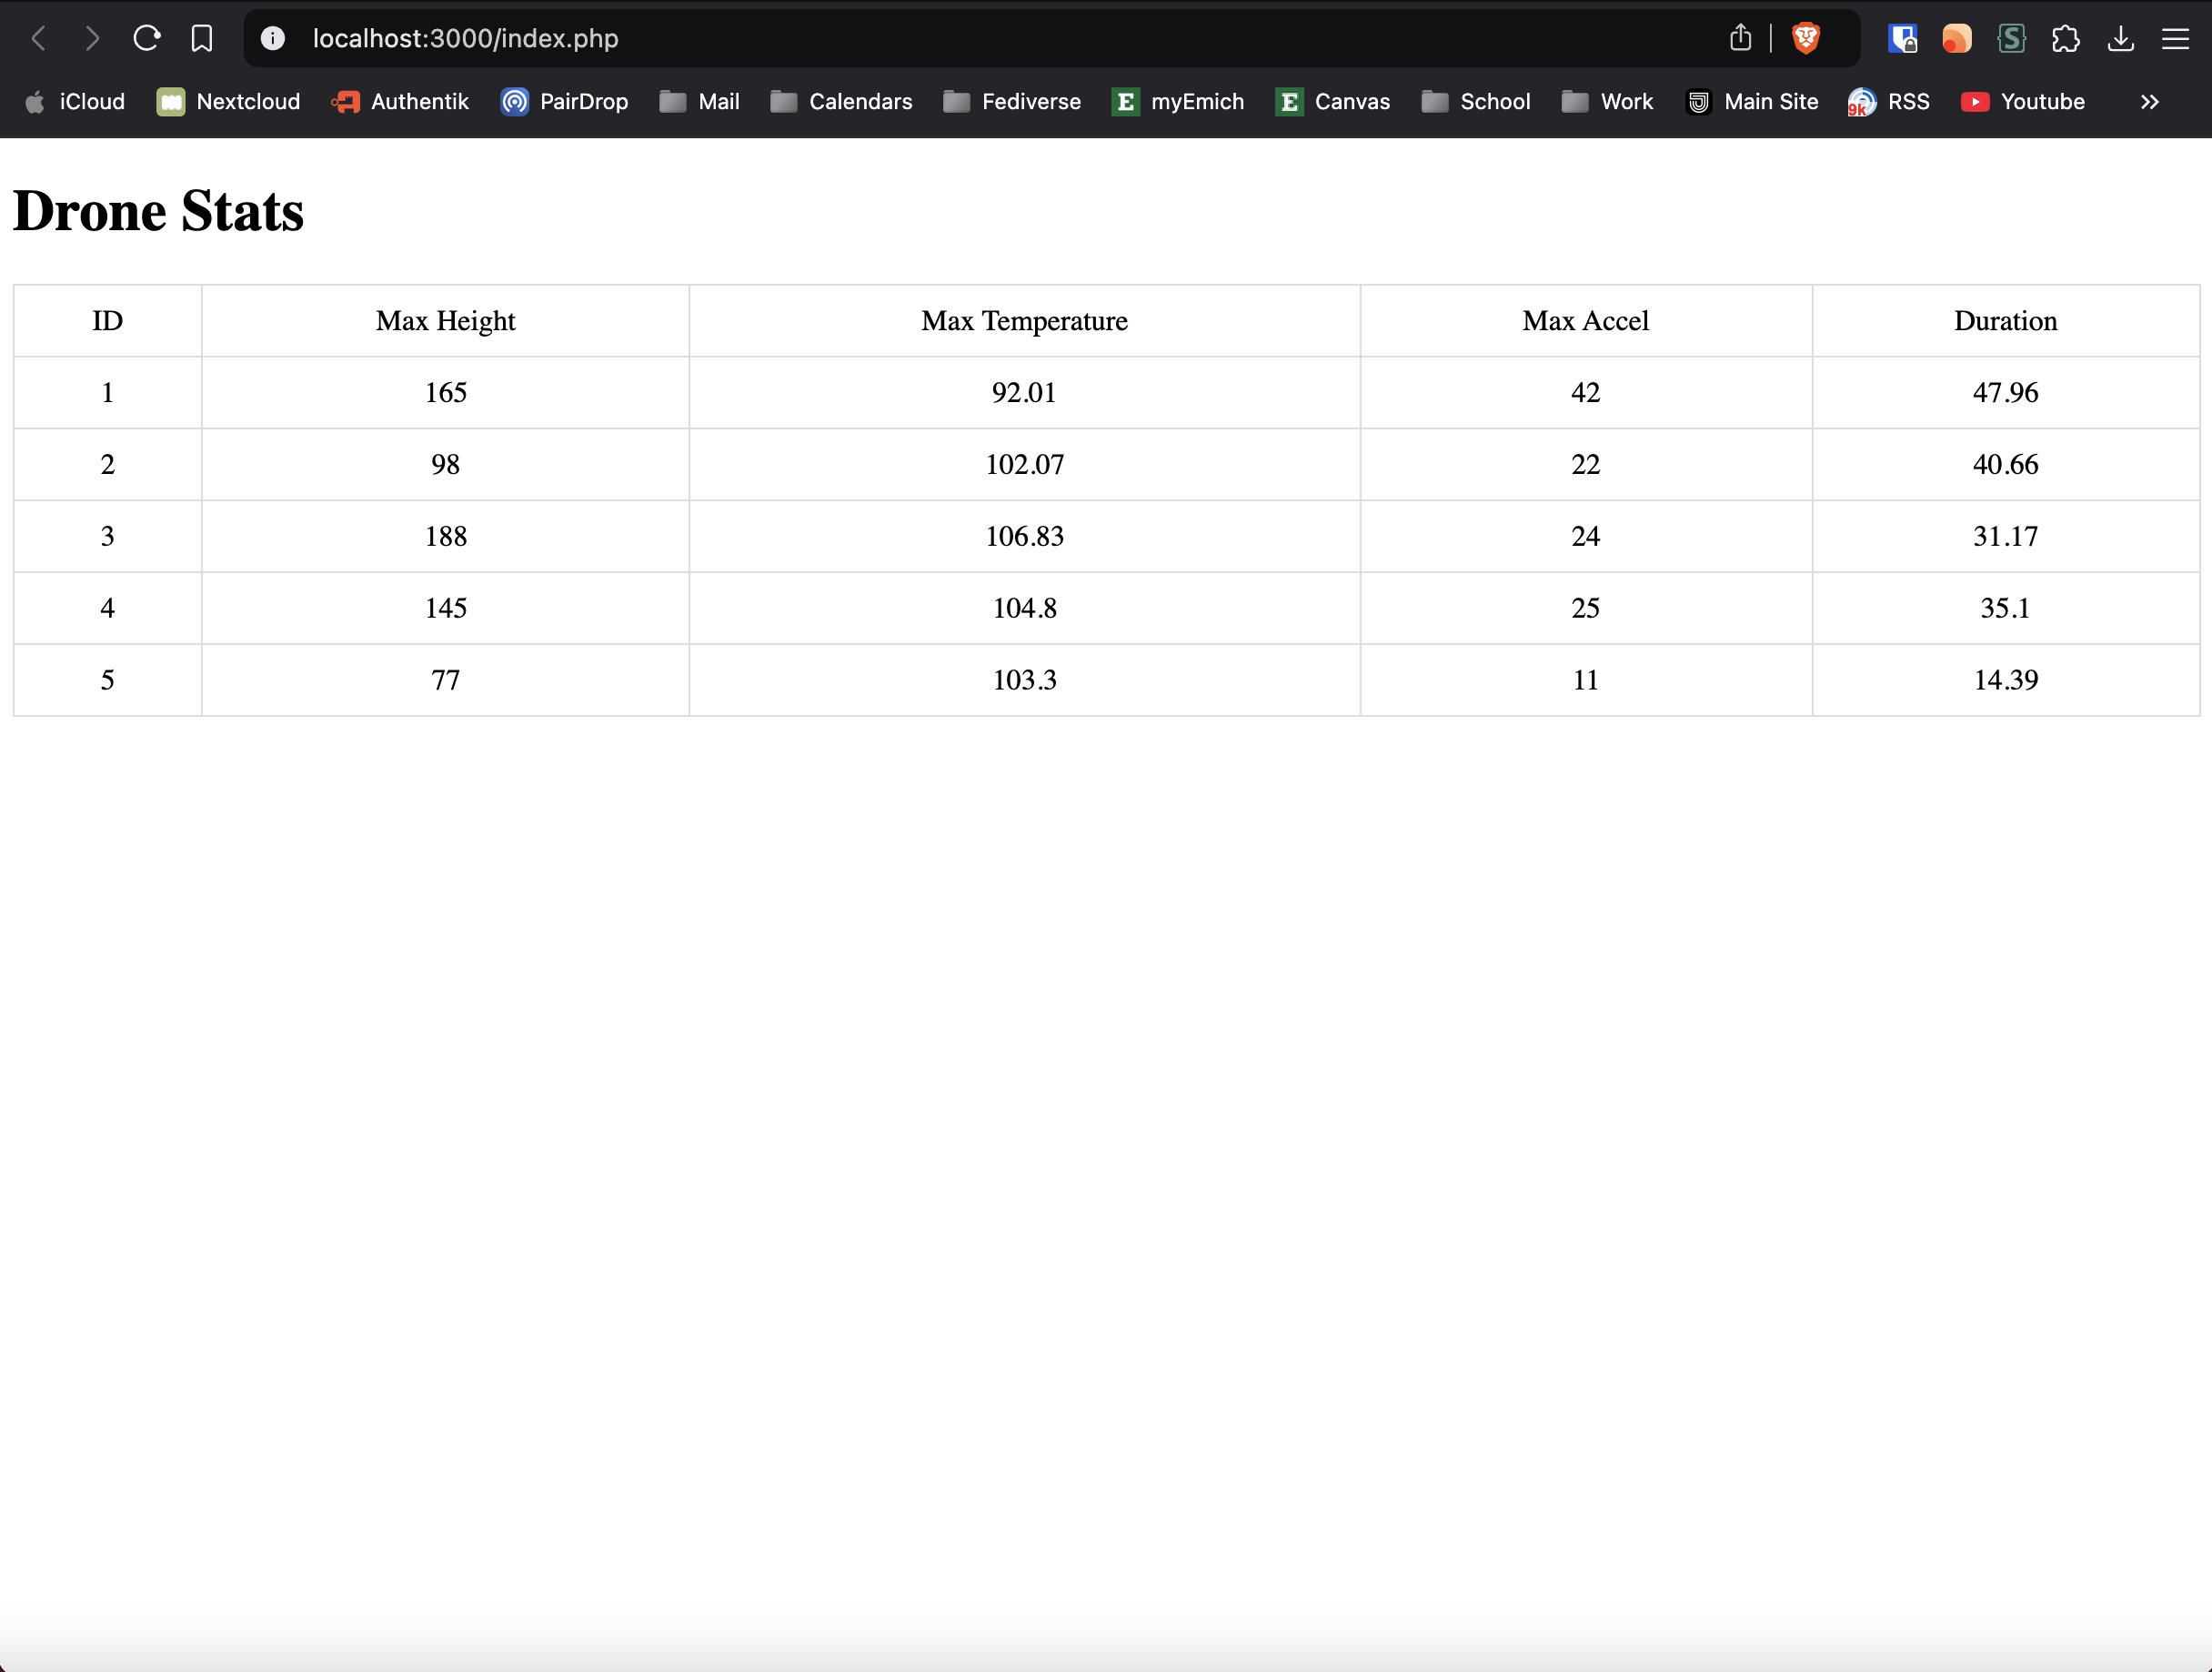 localhost:3000/index.php
iCloud Nextcloud Authentik PairDrop Mail Calendars Fediverse E myEmich E Canvas School Work Main Site 9k RSS Youtube
Drone Stats
ID Max Height Max Temperature Max Accel Duration
1 165 92.01 42 47.96
2 98 102.07 22 40.66
3 188 106.83 24 31.17
4 145 104.8 25 35.1
5 77 103.3 11 14.39